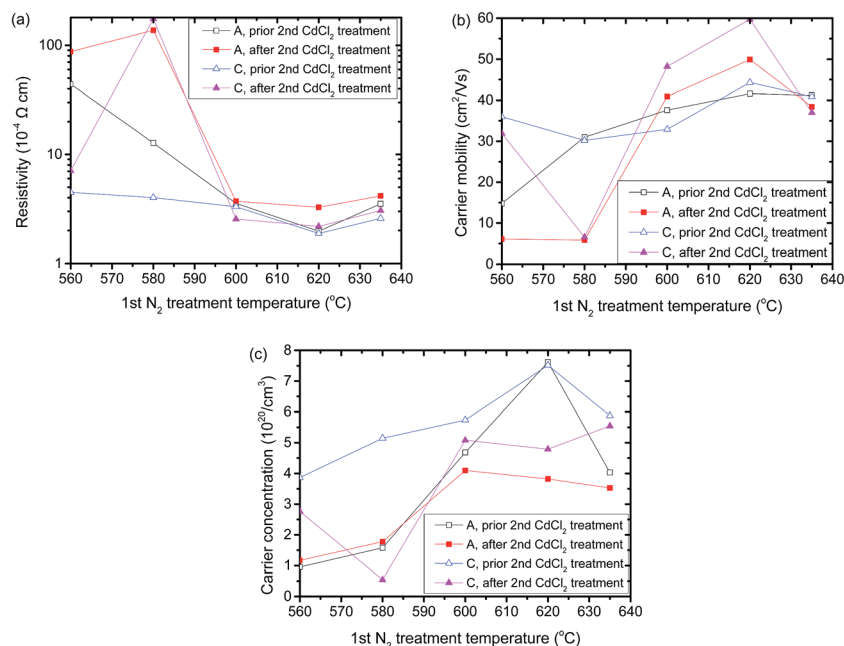 (a)
100
10
1
Resistivity (10⁻⁴ Ω cm)
A, prior 2nd CdCl₂ treatment
A, after 2nd CdCl₂ treatment
C, prior 2nd CdCl₂ treatment
C, after 2nd CdCl₂ treatment
560 570 580 590 600 610 620 630 640
1st N₂ treatment temperature (°C)
(b)
60
50
40
30
20
10
0
Carrier mobility (cm²/Vs)
A, prior 2nd CdCl₂ treatment
A, after 2nd CdCl₂ treatment
C, prior 2nd CdCl₂ treatment
C, after 2nd CdCl₂ treatment
560 570 580 590 600 610 620 630 640
1st N₂ treatment temperature (°C)
(c)
8
7
6
5
4
3
2
1
0
Carrier concentration (10²⁰/cm³)
A, prior 2nd CdCl₂ treatment
A, after 2nd CdCl₂ treatment
C, prior 2nd CdCl₂ treatment
C, after 2nd CdCl₂ treatment
560 570 580 590 600 610 620 630 640
1st N₂ treatment temperature (°C)